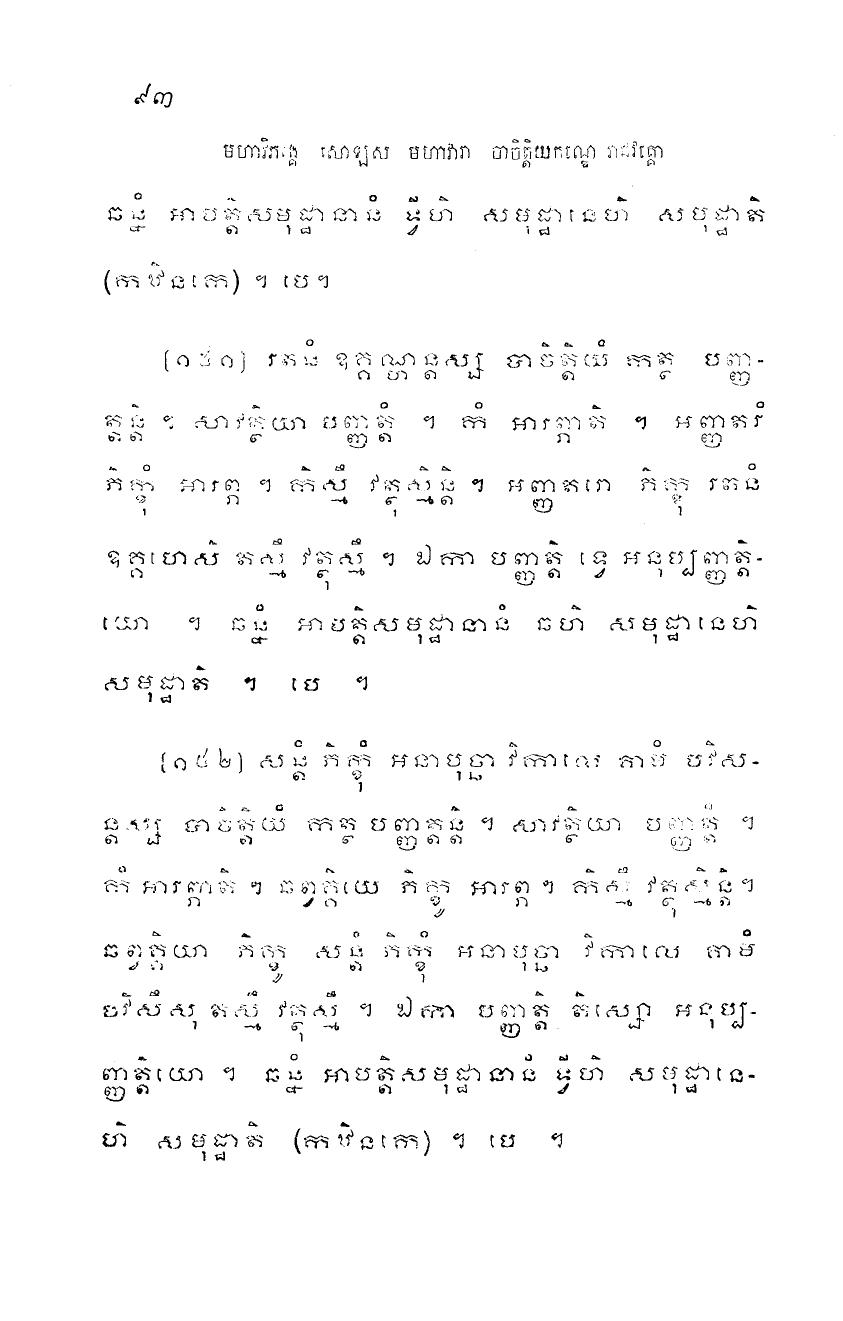 ៩៣
មហាវិភង្គេ សោឡស មហាវារា បាចិត្តិយកណ្ឌេ រាជវគ្គោ
ឆន្នំ អាបត្តិសមុដ្ឋានានំ ទ្វីហិ សមុដ្ឋានេហិ សមុដ្ឋាតិ
(កឋិនកេ) ។ បេ។
[១៥១] រតនំ ឧគ្គណ្ហន្តស្ស បាចិត្តិយំ កត្ថ បញ្ញ-
ត្តន្តិ ។ សាវត្ថិយា បញ្ញត្តំ ។ កំ អារព្ភាតិ ។ អញ្ញតរំ
ភិក្ខុំ អារព្ភ ។ កិស្មឹ វត្ថុស្មិន្តិ ។ អញ្ញតរោ ភិក្ខុ រតនំ
ឧគ្គហេសិ តស្មឹ វត្ថុស្មឹ ។ ឯកា បញ្ញត្តិ ទ្វេ អនុប្បញ្ញត្តិ-
យោ ។ ឆន្នំ អាបត្តិសមុដ្ឋានានំ ឆហិ សមុដ្ឋានេហិ
សមុដ្ឋាតិ ។ បេ ។
[១៥២] សន្តំ ភិក្ខុំ អនាបុច្ឆា វិកាលេ គាមំ បវិស-
ន្តស្ស បាចិត្តិយំ កត្ថ បញ្ញត្តន្តិ ។ សាវត្ថិយា បញ្ញត្តំ ។
កំ អារព្ភាតិ ។ ឆព្វគ្គិយេ ភិក្ខូ អារព្ភ ។ កិស្មឹ វត្ថុស្មិន្តិ។
ឆព្វគ្គិយា ភិក្ខូ សន្តំ ភិក្ខុំ អនាបុច្ឆា វិកាលេ គាមំ
បវិសឹសុ តស្មឹ វត្ថុស្មឹ ។ ឯកា បញ្ញត្តិ តិស្សោ អនុប្ប-
ញ្ញត្តិយោ ។ ឆន្នំ អាបត្តិសមុដ្ឋានានំ ទ្វីហិ សមុដ្ឋានេ-
ហិ សមុដ្ឋាតិ (កឋិនកេ) ។ បេ ។